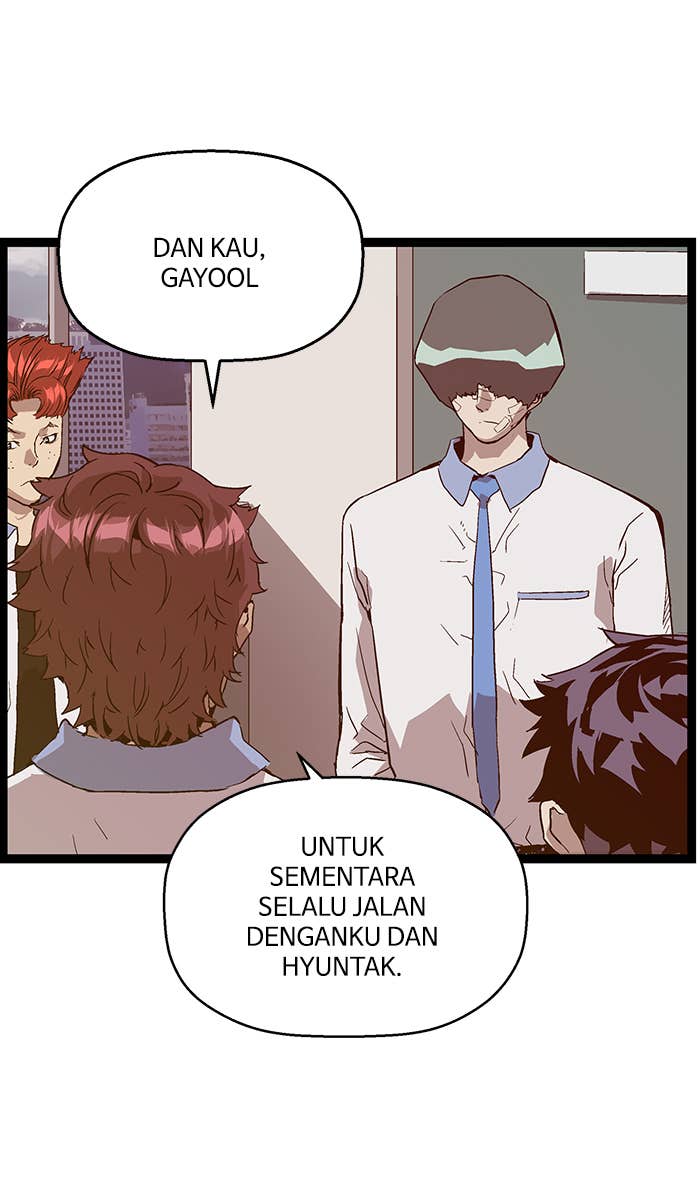 DAN KAU,
GAYOOL
UNTUK
SEMENTARA
SELALU JALAN
DENGANKU DAN
HYUNTAK.